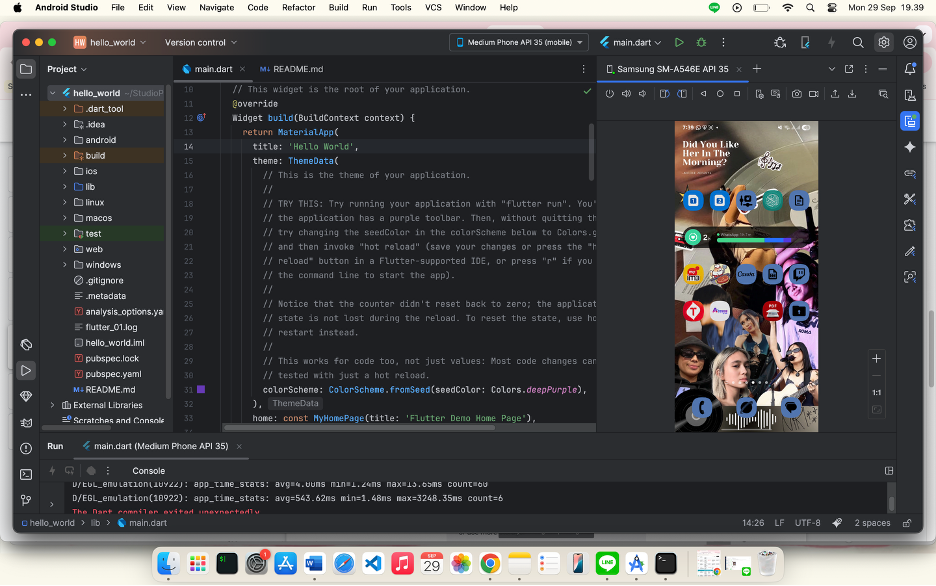 Android Studio File Edit View Navigate Code Refactor Build Run Tools VCS Window Help Mon 29 Sep 19.39
HW hello_world Version control Medium Phone API 35 (mobile) main.dart
Project
main.dart
README.md
Samsung SM-A546E API 35
hello_world ~/StudioP
.dart_tool
.idea
android
build
ios
lib
linux
macos
test
web
windows
.gitignore
.metadata
analysis_options.ya
flutter_01.log
hello_world.iml
pubspec.lock
pubspec.yaml
README.md
External Libraries
Scratches and Console
10 // This widget is the root of your application.
11 @override
12 Widget build(BuildContext context) {
13 return MaterialApp(
14 title: 'Hello World',
15 theme: ThemeData(
16 // This is the theme of your application.
17 //
18 // TRY THIS: Try running your application with "flutter run". You'
19 // the application has a purple toolbar. Then, without quitting th
20 // try changing the seedColor in the colorScheme below to Colors.g
21 // and then invoke "hot reload" (save your changes or press the "h
22 // reload" button in a Flutter-supported IDE, or press "r" if you
23 // the command line to start the app).
24 //
25 // Notice that the counter didn't reset back to zero; the applicat
26 // state is not lost during the reload. To reset the state, use ho
27 // restart instead.
28 //
29 // This works for code too, not just values: Most code changes can
30 // tested with just a hot reload.
31 colorScheme: ColorScheme.fromSeed(seedColor: Colors.deepPurple),
32 ), ThemeData
33 home: const MyHomePage(title: 'Flutter Demo Home Page'),
7:39
Did You Like
Her In The
Morning?
Canva
PDF
1:1
Run main.dart (Medium Phone API 35)
Console
D/EGL_emulation(10922): app_time_stats: avg=4.00ms min=1.24ms max=13.65ms count=60
D/EGL_emulation(10922): app_time_stats: avg=543.62ms min=1.48ms max=3248.35ms count=6
The Dart compiler exited unexpectedly
hello_world > lib > main.dart 14:26 LF UTF-8 2 spaces